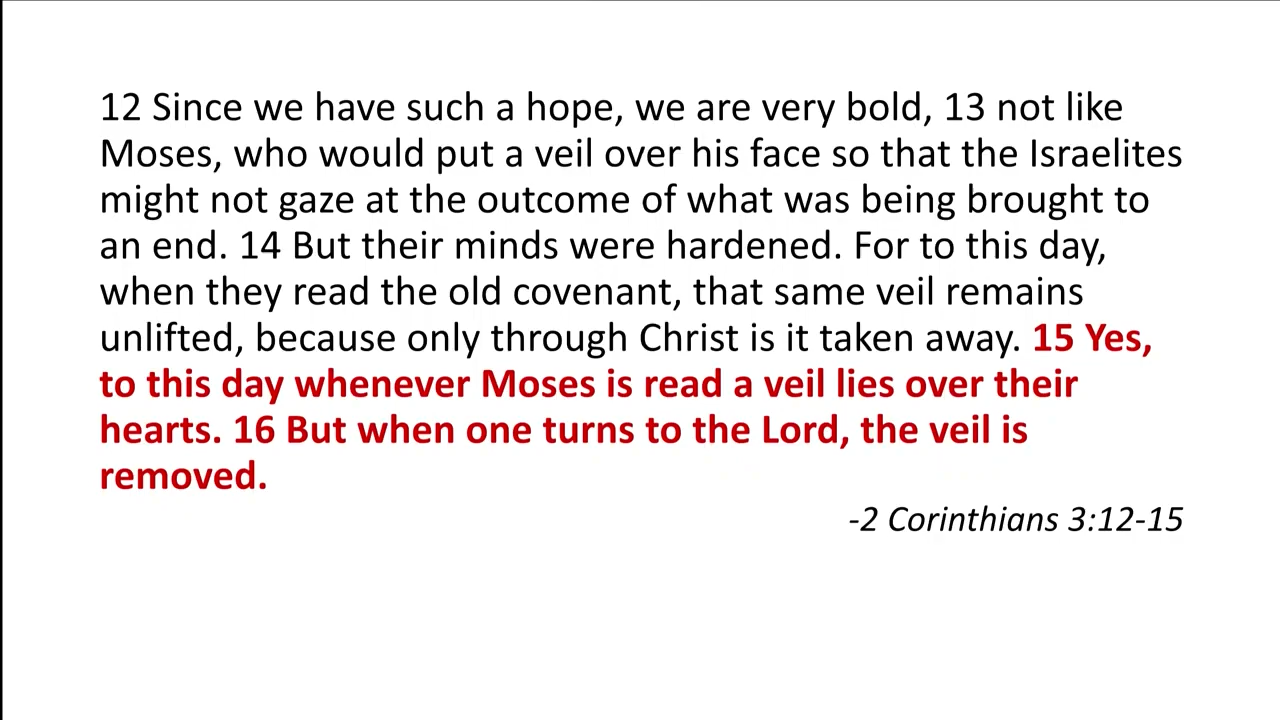 12 Since we have such a hope, we are very bold, 13 not like
Moses, who would put a veil over his face so that the Israelites
might not gaze at the outcome of what was being brought to
an end. 14 But their minds were hardened. For to this day,
when they read the old covenant, that same veil remains
unlifted, because only through Christ is it taken away. 15 Yes,
to this day whenever Moses is read a veil lies over their
hearts. 16 But when one turns to the Lord, the veil is
removed.
-2 Corinthians 3:12-15